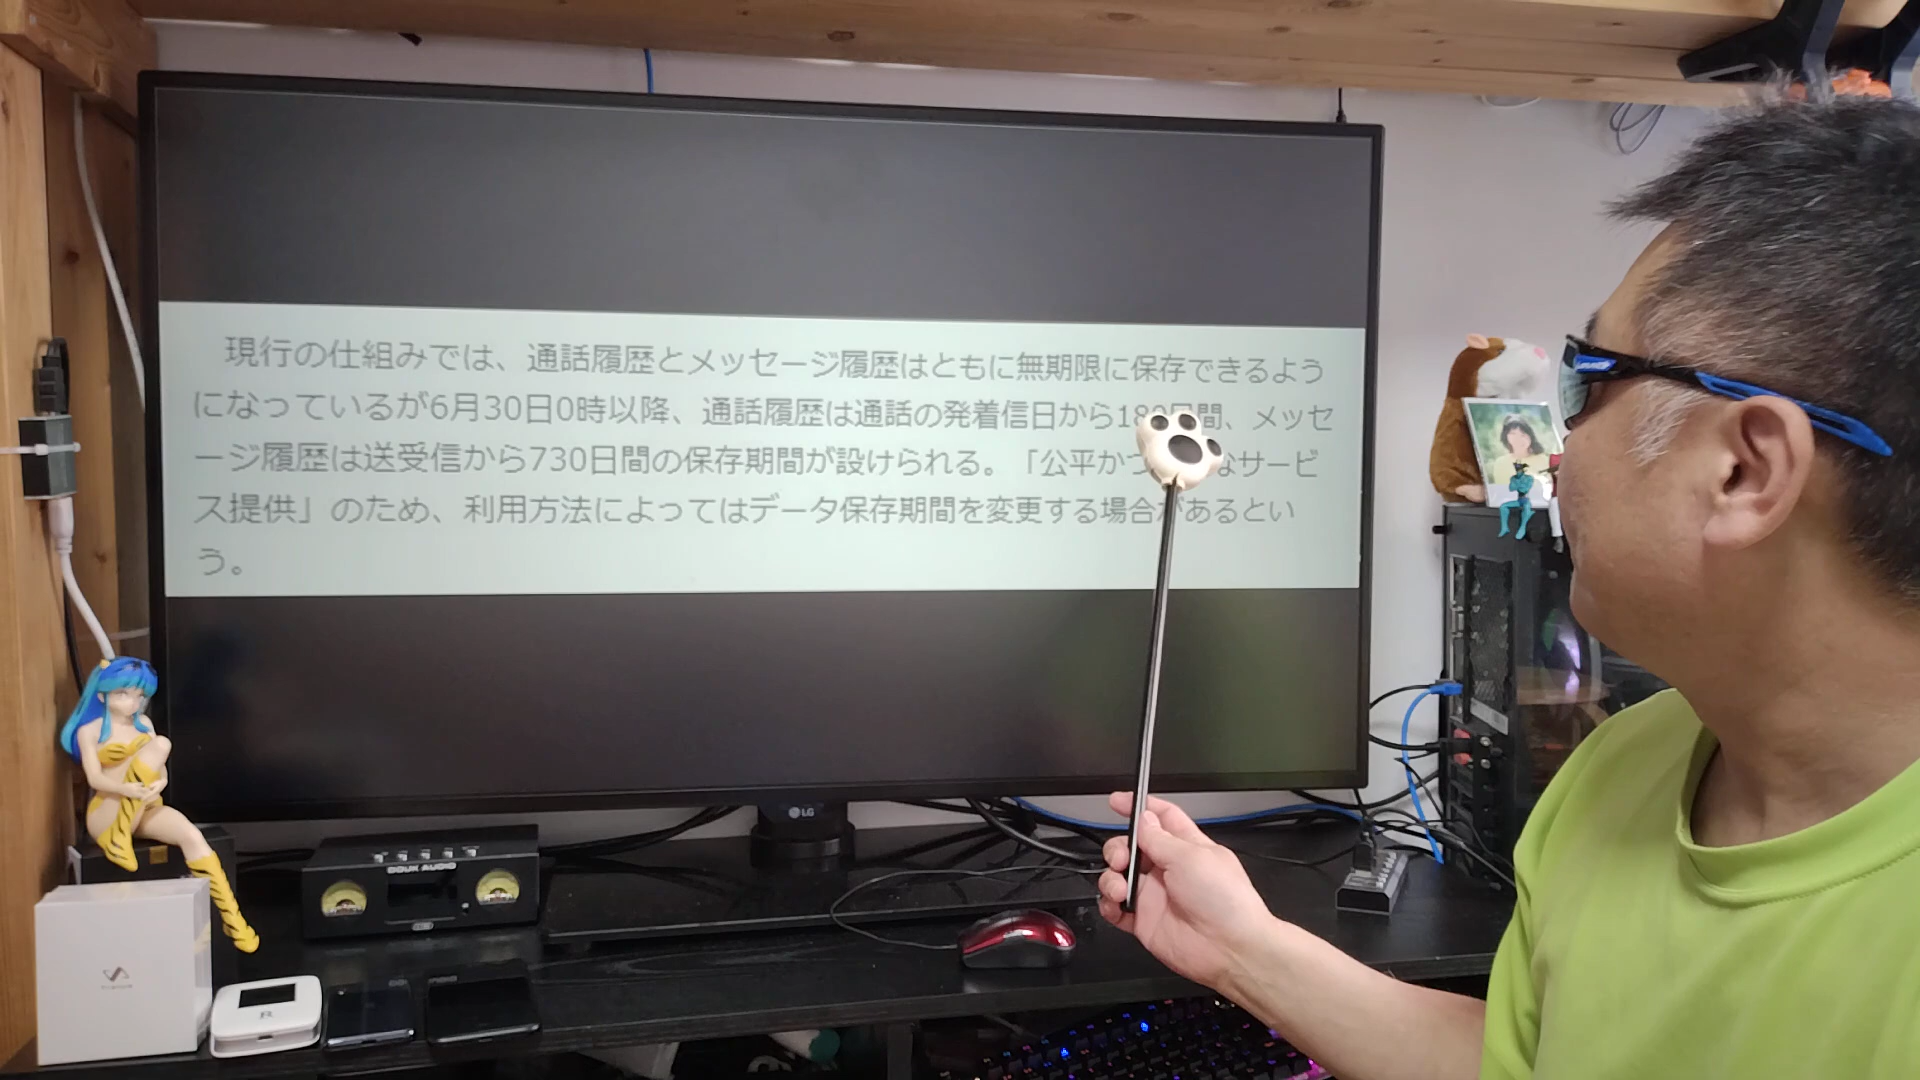 現行の仕組みでは、通話履歴とメッセージ履歴はともに無期限に保存できるよう
になっているが6月30日0時以降、通話履歴は通話の発着信日から18 日間、メッセ
ージ履歴は送受信から730日間の保存期間が設けられる。「公平かつ なサービ
ス提供」のため、利用方法によってはデータ保存期間を変更する場合があるとい
う。
LG
DOUK AUDIO
R